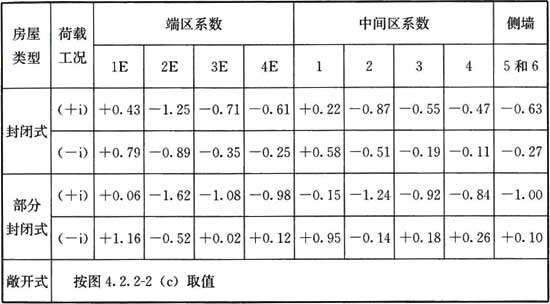 房屋类型 荷载工况 端区系数 中间区系数 侧墙
1E 2E 3E 4E 1 2 3 4 5和6
封闭式 (+i) +0.43 -1.25 -0.71 -0.61 +0.22 -0.87 -0.55 -0.47 -0.63
(-i) +0.79 -0.89 -0.35 -0.25 +0.58 -0.51 -0.19 -0.11 -0.27
部分封闭式 (+i) +0.06 -1.62 -1.08 -0.98 -0.15 -1.24 -0.92 -0.84 -1.00
(-i) +1.16 -0.52 +0.02 +0.12 +0.95 -0.14 +0.18 +0.26 +0.10
敞开式 按图4.2.2-2(c)取值